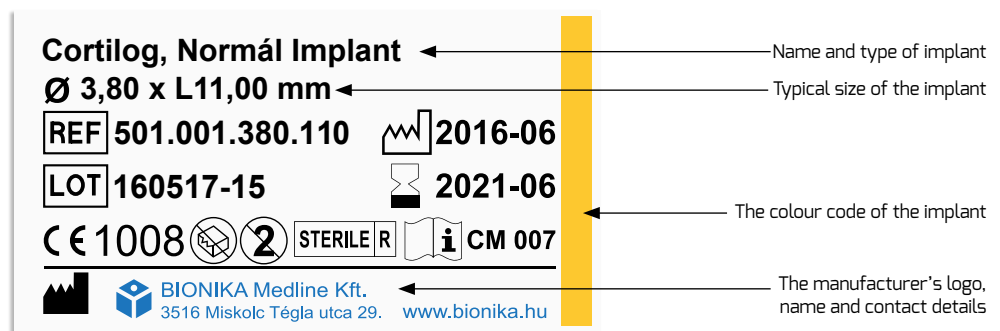 Cortilog, Normál Implant
Name and type of implant
Ø 3,80 x L11,00 mm
Typical size of the implant
REF 501.001.380.110 2016-06
LOT 160517-15 2021-06
The colour code of the implant
CE 1008 2 STERILE R i CM 007
BIONIKA Medline Kft.
3516 Miskolc Tégla utca 29. www.bionika.hu
The manufacturer's logo,
name and contact details